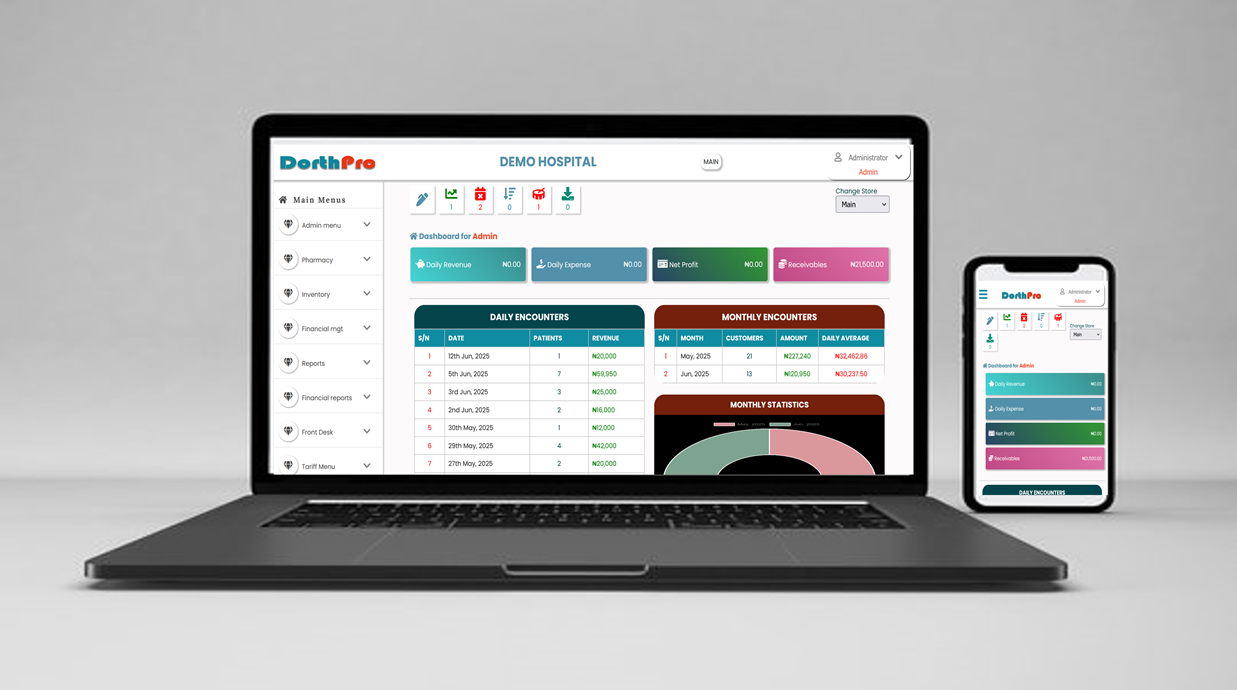 DorthPro
DEMO HOSPITAL
MAIN
Administrator
Admin
Main Menus
Admin menu
Pharmacy
Inventory
Financial mgt
Reports
Financial reports
Front Desk
Tariff Menu
1 2 0 1 0
Change Store
Main
Dashboard for Admin
Daily Revenue ₦0.00
Daily Expense ₦0.00
Net Profit ₦0.00
Receivables ₦21,500.00
DAILY ENCOUNTERS
S/N DATE PATIENTS REVENUE
1 12th Jun, 2025 1 ₦20,000
2 5th Jun, 2025 7 ₦59,950
3 3rd Jun, 2025 3 ₦25,000
4 2nd Jun, 2025 2 ₦16,000
5 30th May, 2025 1 ₦12,000
6 29th May, 2025 4 ₦42,000
7 27th May, 2025 2 ₦20,000
MONTHLY ENCOUNTERS
S/N MONTH CUSTOMERS AMOUNT DAILY AVERAGE
1 May, 2025 21 ₦227,240 ₦32,462.86
2 Jun, 2025 13 ₦120,950 ₦30,237.50
MONTHLY STATISTICS
DorthPro
Administrator
Admin
1 2 0 1
Change Store
Main
0
Dashboard for Admin
Daily Revenue ₦0.00
Daily Expense ₦0.00
Net Profit ₦0.00
Receivables ₦21,500.00
DAILY ENCOUNTERS